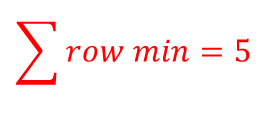 ∑ row min = 5